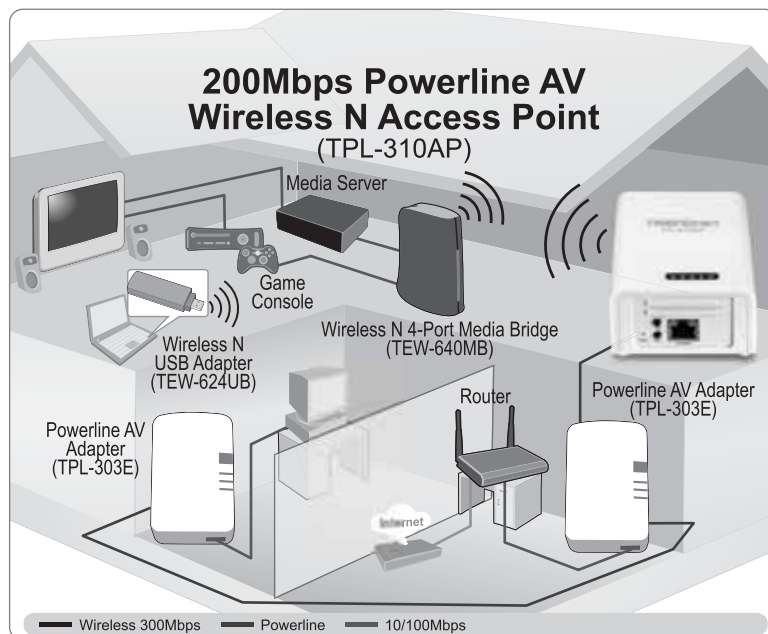 200Mbps Powerline AV
Wireless N Access Point
(TPL-310AP)
Media Server
Game
Console
Wireless N 4-Port Media Bridge
(TEW-640MB)
Wireless N
USB Adapter
(TEW-624UB)
Powerline AV Adapter
(TPL-303E)
Router
Powerline AV
Adapter
(TPL-303E)
Internet
Wireless 300Mbps
Powerline
10/100Mbps